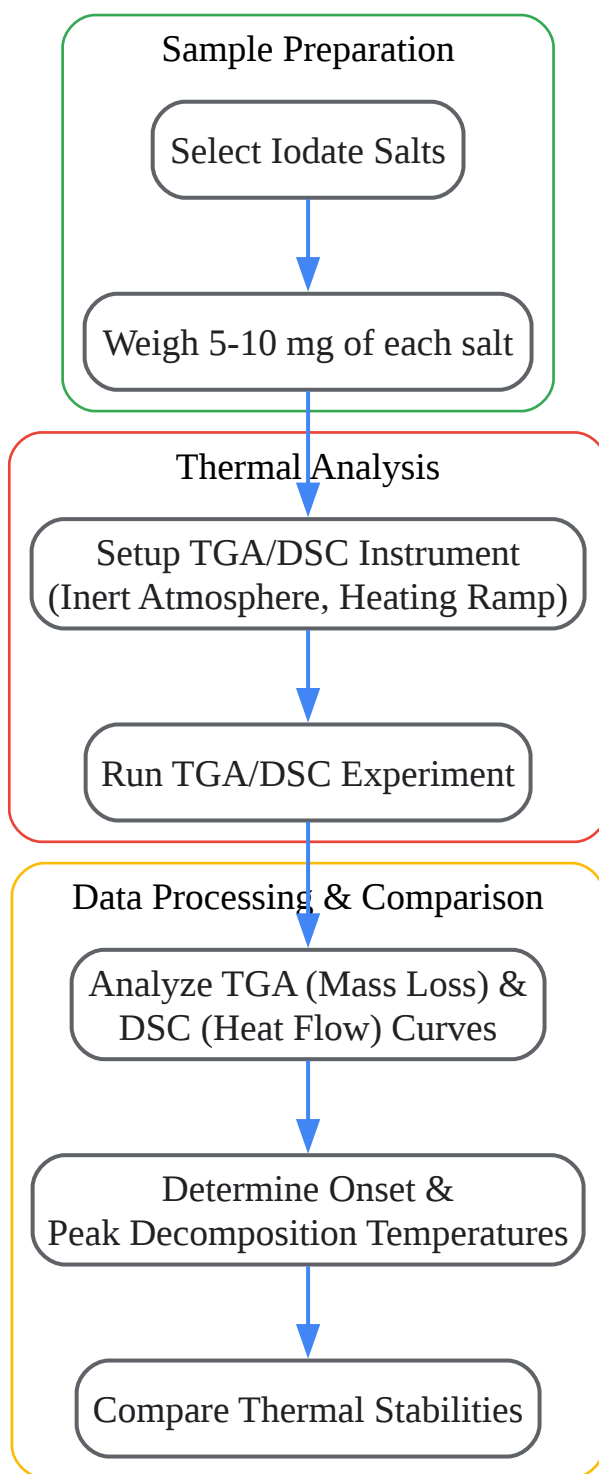 Sample Preparation
Select Iodate Salts
Weigh 5-10 mg of each salt
Thermal Analysis
Setup TGA/DSC Instrument
(Inert Atmosphere, Heating Ramp)
Run TGA/DSC Experiment
Data Processing & Comparison
Analyze TGA (Mass Loss) &
DSC (Heat Flow) Curves
Determine Onset &
Peak Decomposition Temperatures
Compare Thermal Stabilities